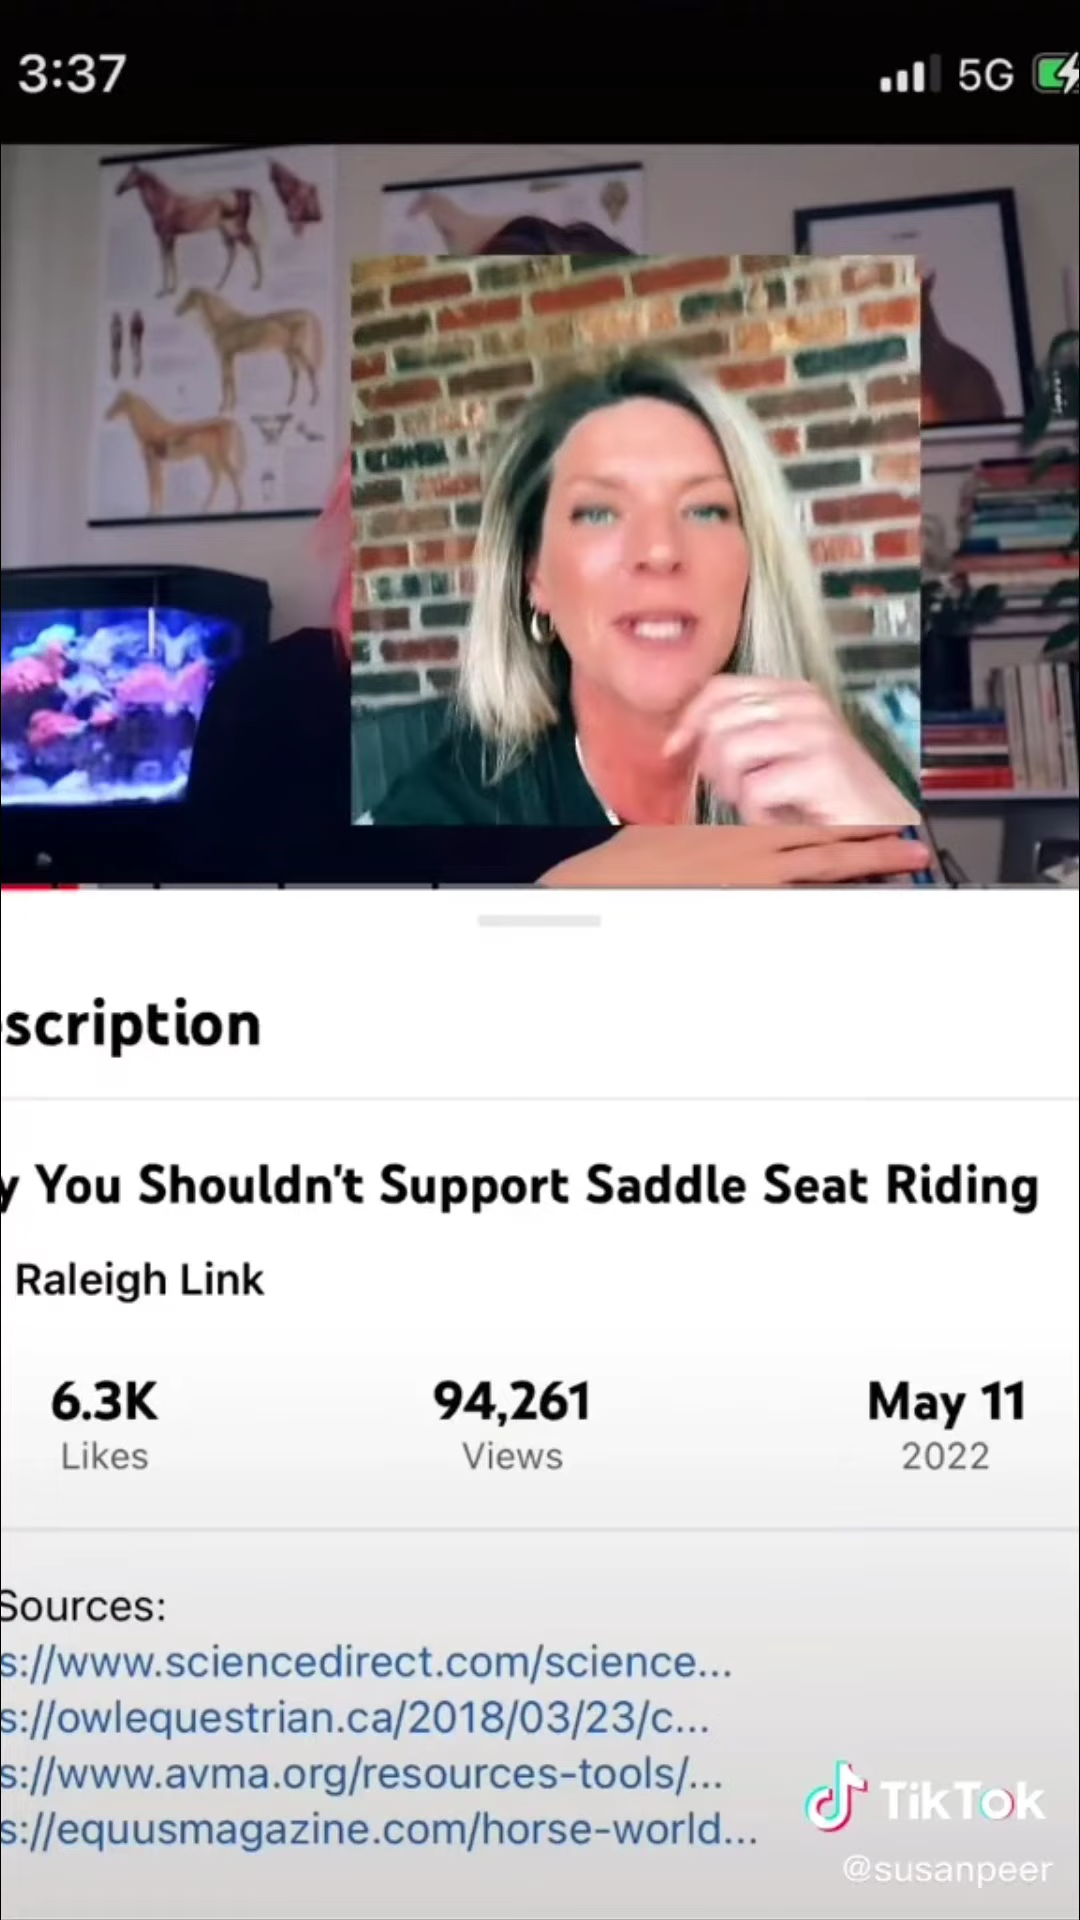 3:37
5G
scription
y You Shouldn't Support Saddle Seat Riding
Raleigh Link
6.3K
94,261
May 11
Likes
Views
2022
Sources:
s://www.sciencedirect.com/science...
s://owlequestrian.ca/2018/03/23/c...
s://www.avma.org/resources-tools/...
s://equusmagazine.com/horse-world...
TikTok
@susanpeer